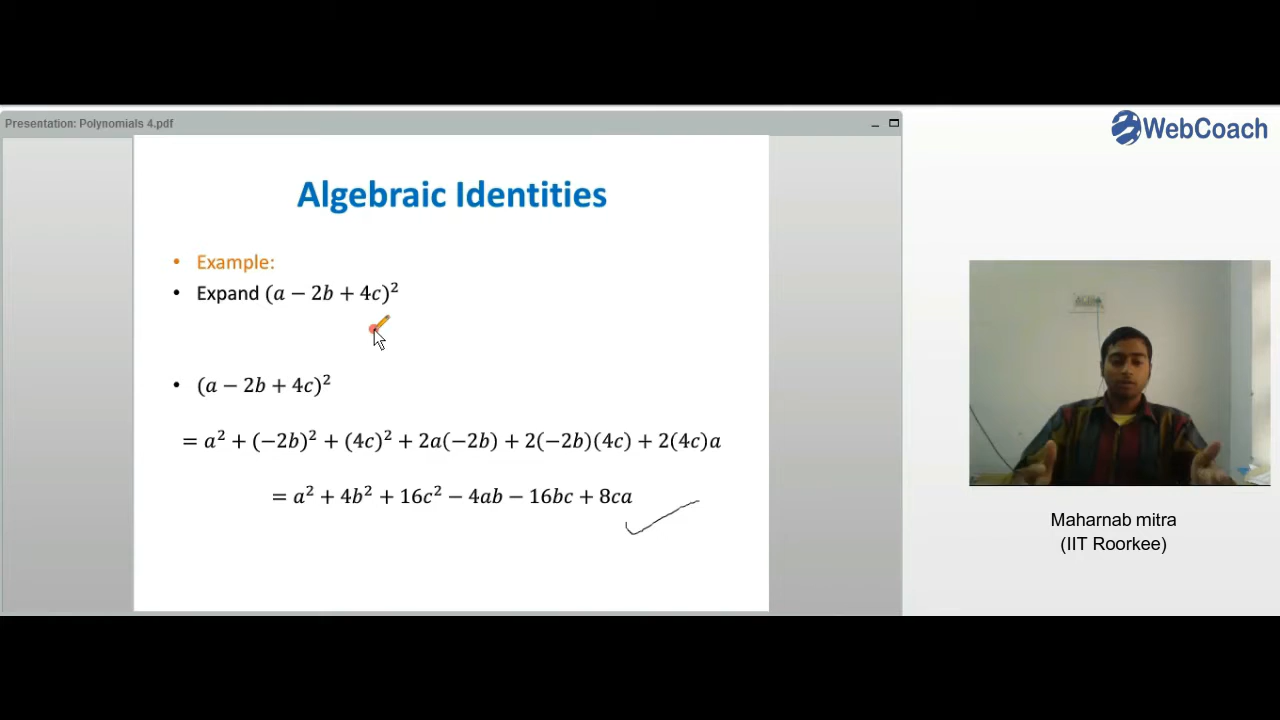 Presentation: Polynomials 4.pdf
WebCoach
Algebraic Identities
• Example:
• Expand (a − 2b + 4c)²
• (a − 2b + 4c)²
= a² + (−2b)² + (4c)² + 2a(−2b) + 2(−2b)(4c) + 2(4c)a
= a² + 4b² + 16c² − 4ab − 16bc + 8ca
Maharnab mitra
(IIT Roorkee)